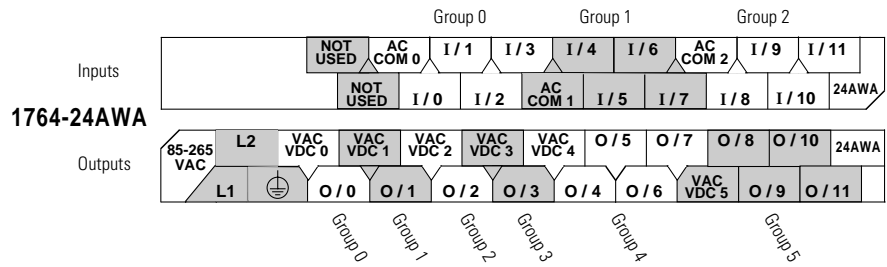 Group 0 Group 1 Group 2
Inputs
NOT USED AC COM 0 I / 1 I / 3 I / 4 I / 6 AC COM 2 I / 9 I / 11
NOT USED I / 0 I / 2 AC COM 1 I / 5 I / 7 I / 8 I / 10 24AWA
1764-24AWA
Outputs
85-265 VAC L2 VAC VDC 0 VAC VDC 1 VAC VDC 2 VAC VDC 3 VAC VDC 4 O / 5 O / 7 O / 8 O / 10 24AWA
L1 O / 0 O / 1 O / 2 O / 3 O / 4 O / 6 VAC VDC 5 O / 9 O / 11
Group 0 Group 1 Group 2 Group 3 Group 4 Group 5